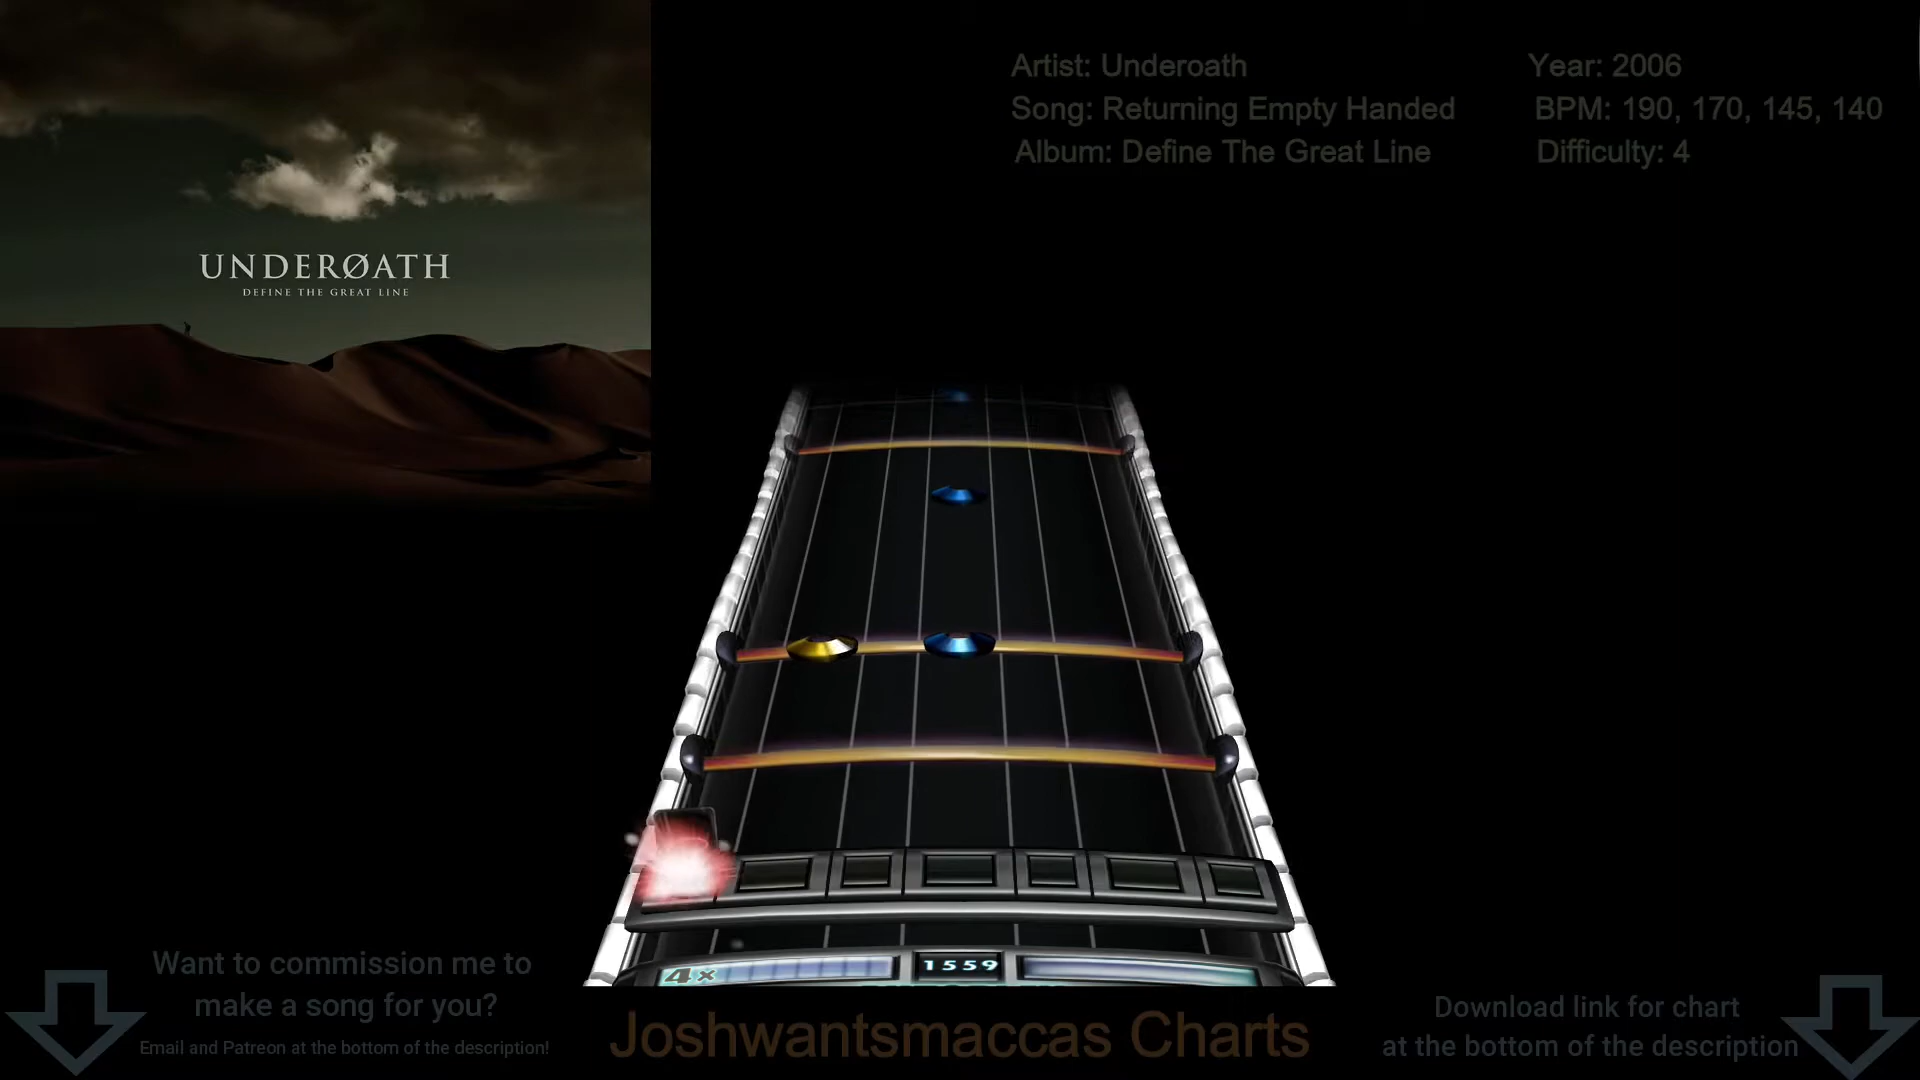 Artist: Underoath
Year: 2006
Song: Returning Empty Handed
BPM: 190, 170, 145, 140
Album: Define The Great Line
Difficulty: 4
UNDERØATH
DEFINE THE GREAT LINE
4x
1559
Want to commission me to
make a song for you?
Email and Patreon at the bottom of the description!
Joshwantsmaccas Charts
Download link for chart
at the bottom of the description